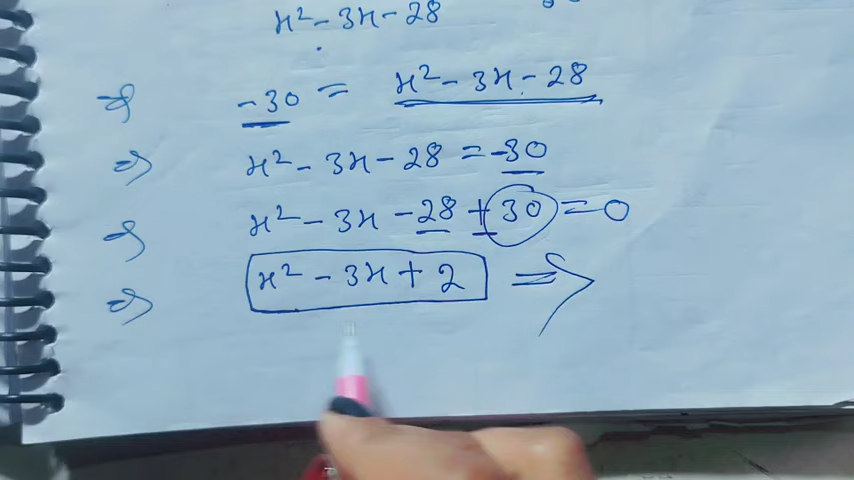 x² - 3x - 28
⇒ -30 = x² - 3x - 28
⇒ x² - 3x - 28 = -30
⇒ x² - 3x - 28 + 30 = 0
⇒ x² - 3x + 2 ⇒